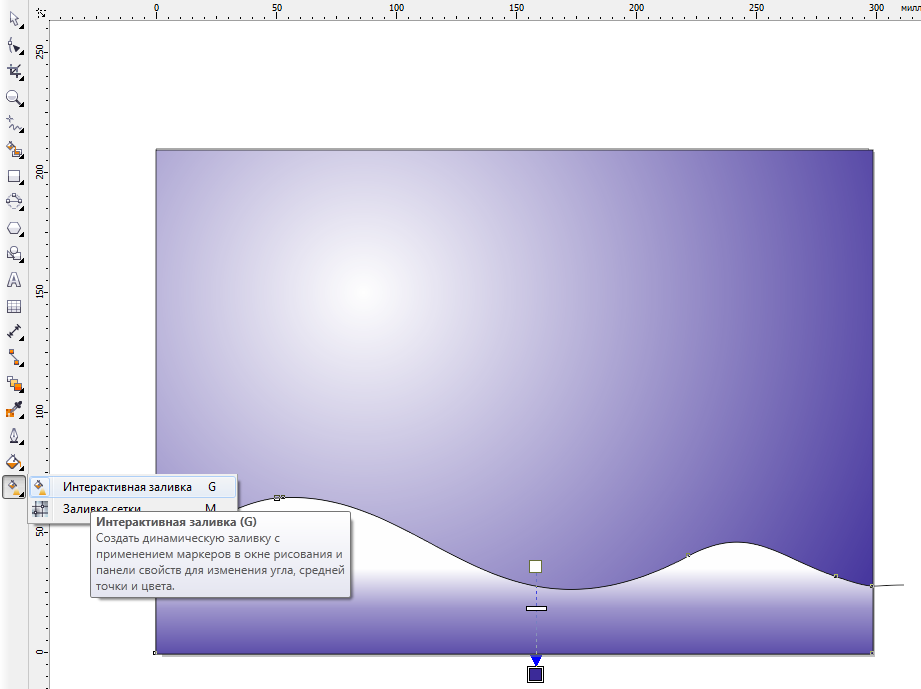 0 50 100 150 200 250 300 милл
250
200
150
100
50
0
Интерактивная заливка G
Заливка сетки M
Интерактивная заливка (G)
Создать динамическую заливку с
применением маркеров в окне рисования и
панели свойств для изменения угла, средней
точки и цвета.